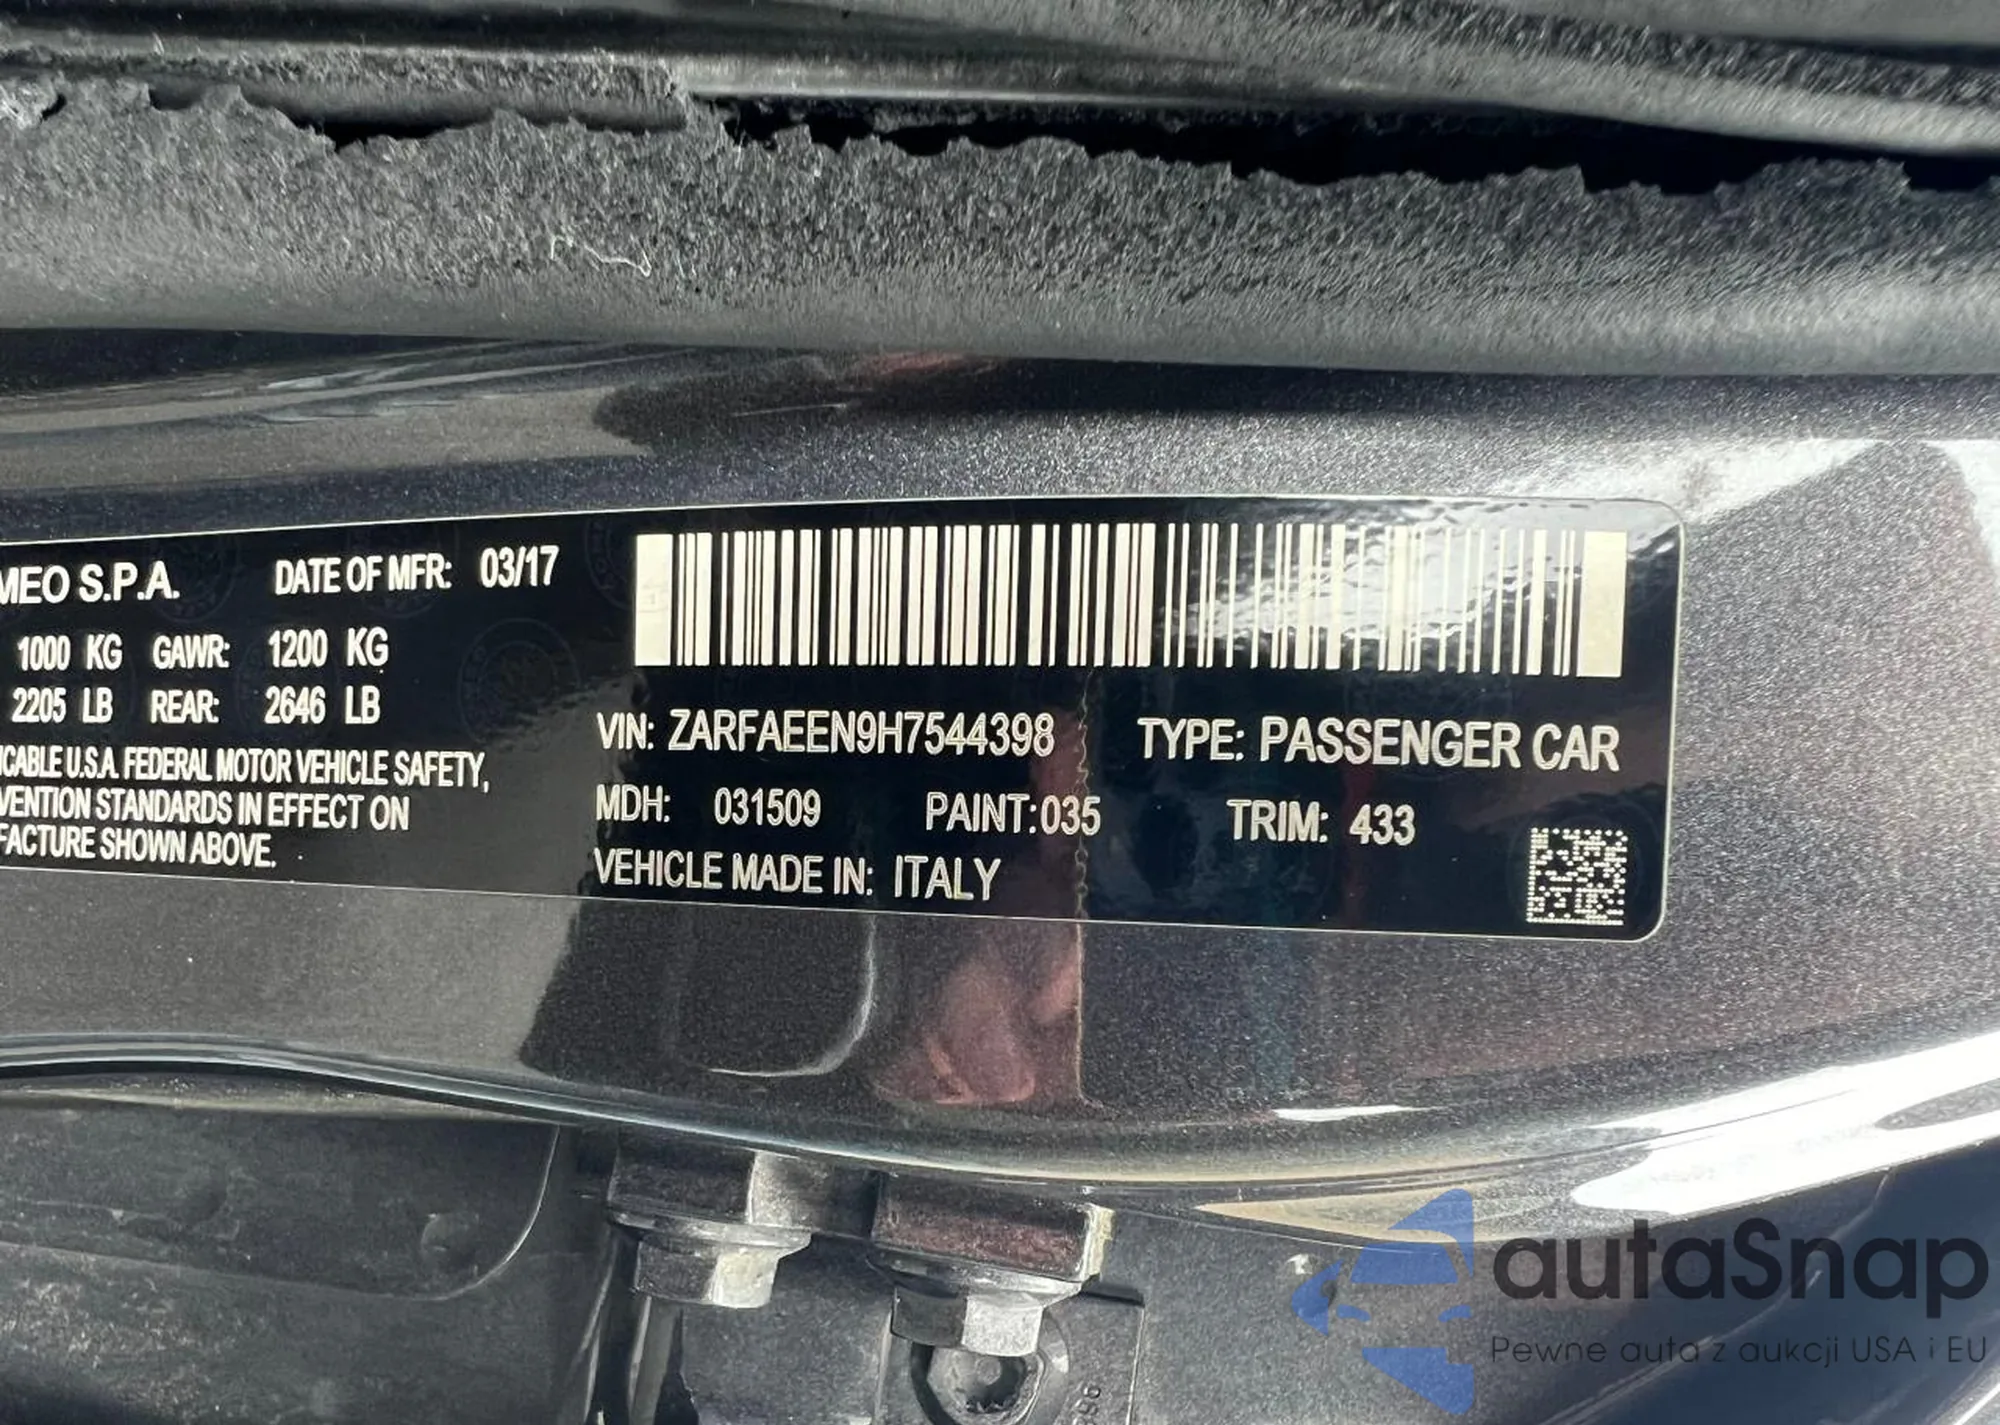 MEO S.P.A. DATE OF MFR: 03/17
1000 KG GAWR: 1200 KG
2205 LB REAR: 2646 LB
ICABLE U.S.A. FEDERAL MOTOR VEHICLE SAFETY,
VENTION STANDARDS IN EFFECT ON
FACTURE SHOWN ABOVE.
VIN: ZARFAEEN9H7544398 TYPE: PASSENGER CAR
MDH: 031509 PAINT:035 TRIM: 433
VEHICLE MADE IN: ITALY
autaSnap
Pewne auta z aukcji USA i EU